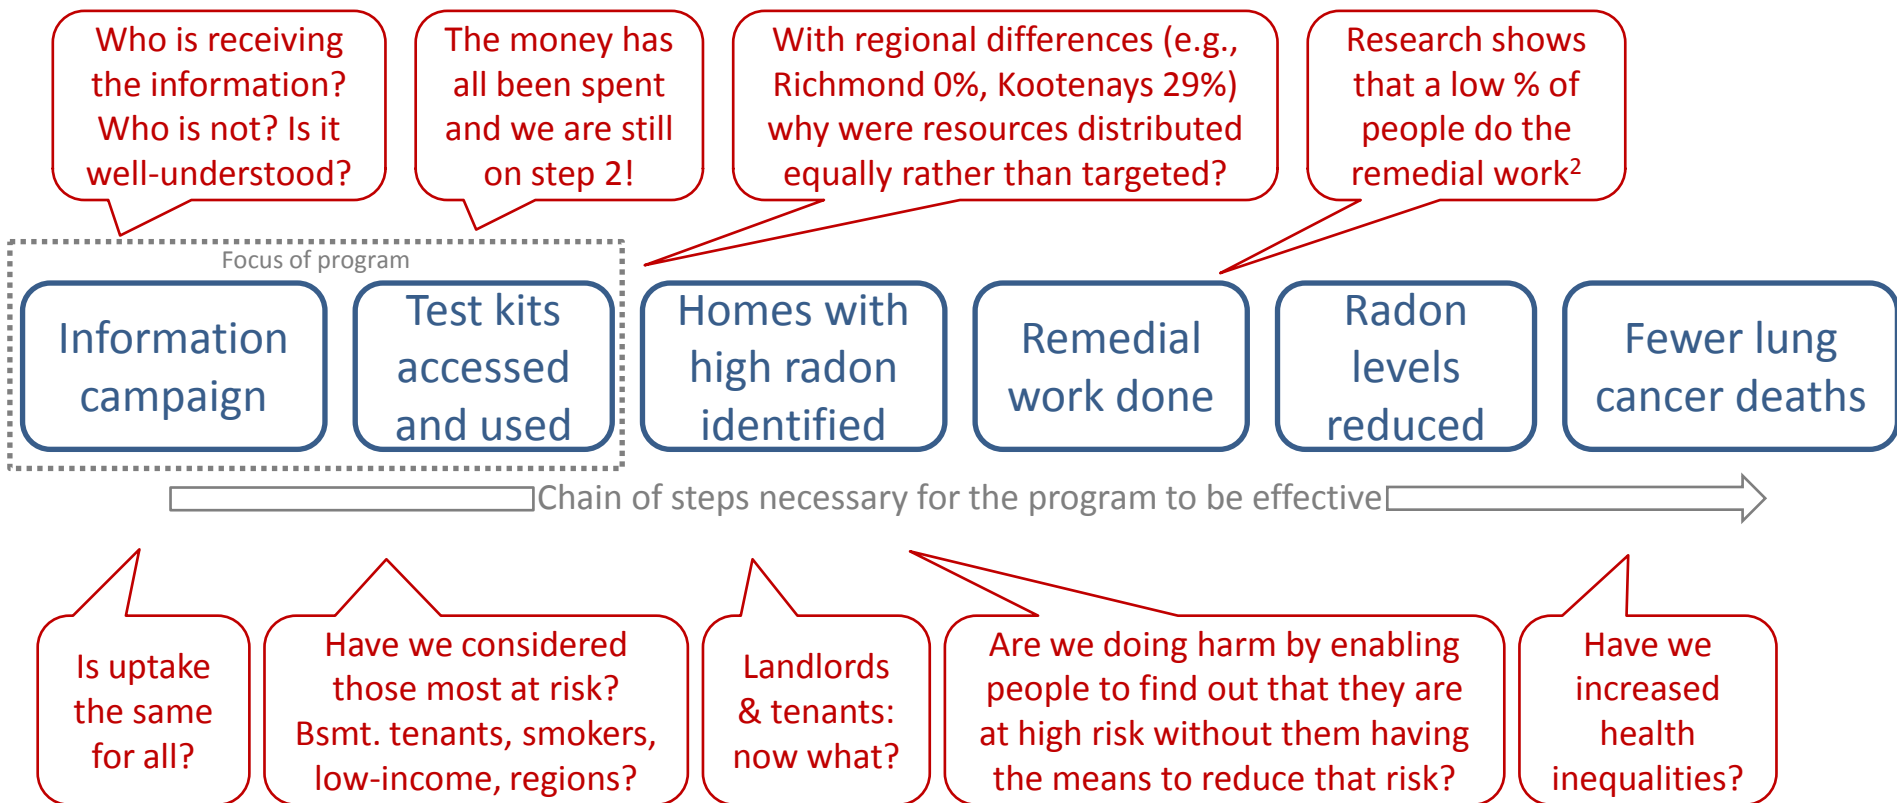 Who is receiving
the information?
Who is not? Is it
well-understood?
The money has
all been spent
and we are still
on step 2!
With regional differences (e.g.,
Richmond 0%, Kootenays 29%)
why were resources distributed
equally rather than targeted?
Research shows
that a low % of
people do the
remedial work²
Focus of program
Information
campaign
Test kits
accessed
and used
Homes with
high radon
identified
Remedial
work done
Radon
levels
reduced
Fewer lung
cancer deaths
Chain of steps necessary for the program to be effective
Is uptake
the same
for all?
Have we considered
those most at risk?
Bsmt. tenants, smokers,
low-income, regions?
Landlords
& tenants:
now what?
Are we doing harm by enabling
people to find out that they are
at high risk without them having
the means to reduce that risk?
Have we
increased
health
inequalities?